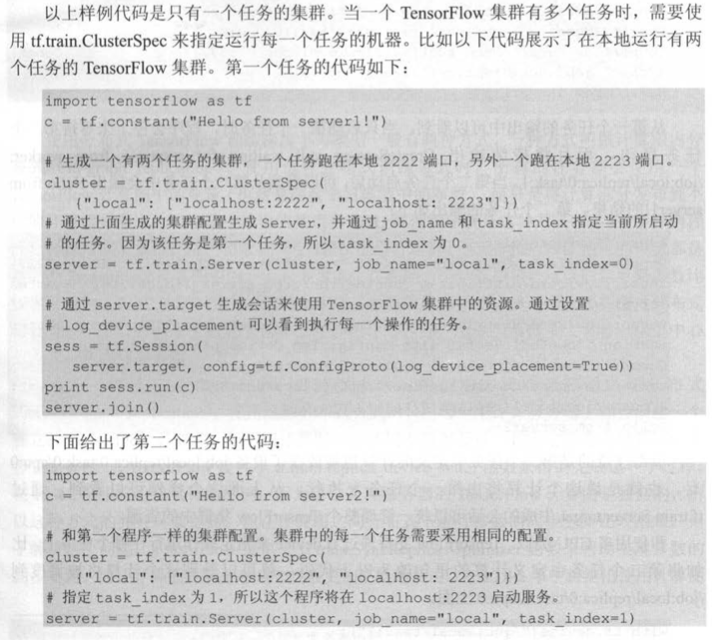 以上样例代码是只有一个任务的集群。当一个 TensorFlow 集群有多个任务时，需要使
用 tf.train.ClusterSpec 来指定运行每一个任务的机器。比如以下代码展示了在本地运行有两
个任务的 TensorFlow 集群。第一个任务的代码如下：
import tensorflow as tf
c = tf.constant("Hello from server1!")
# 生成一个有两个任务的集群，一个任务跑在本地 2222 端口，另外一个跑在本地 2223 端口。
cluster = tf.train.ClusterSpec(
{"local": ["localhost:2222", "localhost: 2223"]})
# 通过上面生成的集群配置生成 Server，并通过 job_name 和 task_index 指定当前所启动
# 的任务。因为该任务是第一个任务，所以 task_index 为 0。
server = tf.train.Server(cluster, job_name="local", task_index=0)
# 通过 server.target 生成会话来使用 TensorFlow 集群中的资源。通过设置
# log_device_placement 可以看到执行每一个操作的任务。
sess = tf.Session(
server.target, config=tf.ConfigProto(log_device_placement=True))
print sess.run(c)
server.join()
下面给出了第二个任务的代码：
import tensorflow as tf
c = tf.constant("Hello from server2!")
# 和第一个程序一样的集群配置。集群中的每一个任务需要采用相同的配置。
cluster = tf.train.ClusterSpec(
{"local": ["localhost:2222", "localhost: 2223"]})
# 指定 task_index 为 1，所以这个程序将在 localhost:2223 启动服务。
server = tf.train.Server(cluster, job_name="local", task_index=1)